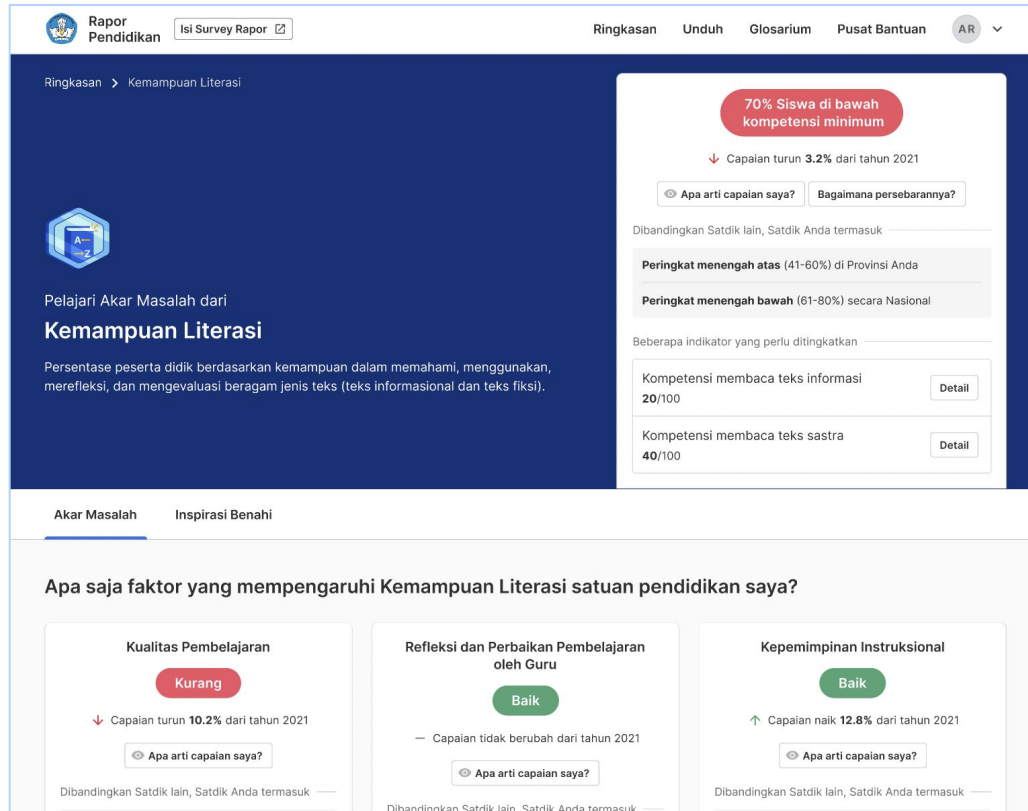 Rapor
Pendidikan
Isi Survey Rapor
Ringkasan
Unduh
Glosarium
Pusat Bantuan
AR
Ringkasan > Kemampuan Literasi
A
Z
Pelajari Akar Masalah dari
Kemampuan Literasi
Persentase peserta didik berdasarkan kemampuan dalam memahami, menggunakan,
merefleksi, dan mengevaluasi beragam jenis teks (teks informasional dan teks fiksi).
70% Siswa di bawah
kompetensi minimum
Capaian turun 3.2% dari tahun 2021
Apa arti capaian saya?
Bagaimana persebarannya?
Dibandingkan Satdik lain, Satdik Anda termasuk
Peringkat menengah atas (41-60%) di Provinsi Anda
Peringkat menengah bawah (61-80%) secara Nasional
Beberapa indikator yang perlu ditingkatkan
Kompetensi membaca teks informasi
20/100
Detail
Kompetensi membaca teks sastra
40/100
Detail
Akar Masalah
Inspirasi Benahi
Apa saja faktor yang mempengaruhi Kemampuan Literasi satuan pendidikan saya?
Kualitas Pembelajaran
Kurang
Capaian turun 10.2% dari tahun 2021
Apa arti capaian saya?
Dibandingkan Satdik lain, Satdik Anda termasuk
Refleksi dan Perbaikan Pembelajaran
oleh Guru
Baik
Capaian tidak berubah dari tahun 2021
Apa arti capaian saya?
Dibandingkan Satdik lain, Satdik Anda termasuk
Kepemimpinan Instruksional
Baik
Capaian naik 12.8% dari tahun 2021
Apa arti capaian saya?
Dibandingkan Satdik lain, Satdik Anda termasuk